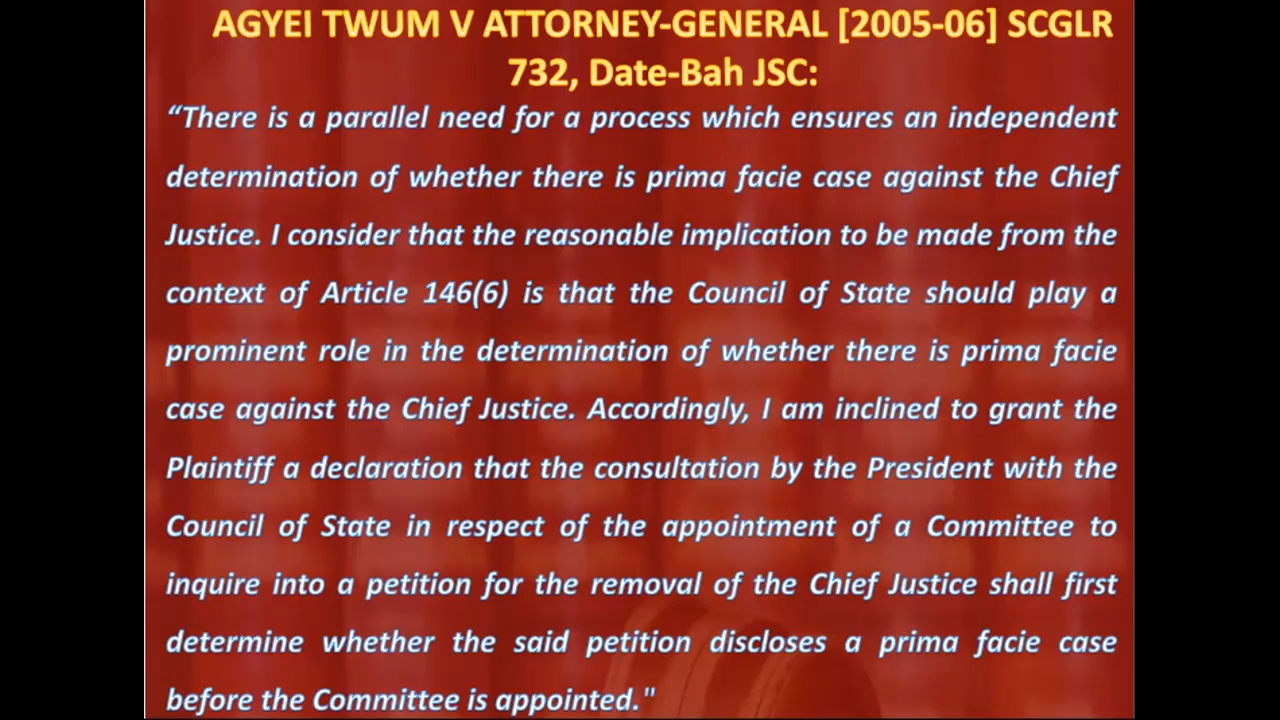 AGYEI TWUM V ATTORNEY-GENERAL [2005-06] SCGLR
732, Date-Bah JSC:
“There is a parallel need for a process which ensures an independent
determination of whether there is prima facie case against the Chief
Justice. I consider that the reasonable implication to be made from the
context of Article 146(6) is that the Council of State should play a
prominent role in the determination of whether there is prima facie
case against the Chief Justice. Accordingly, I am inclined to grant the
Plaintiff a declaration that the consultation by the President with the
Council of State in respect of the appointment of a Committee to
inquire into a petition for the removal of the Chief Justice shall first
determine whether the said petition discloses a prima facie case
before the Committee is appointed."